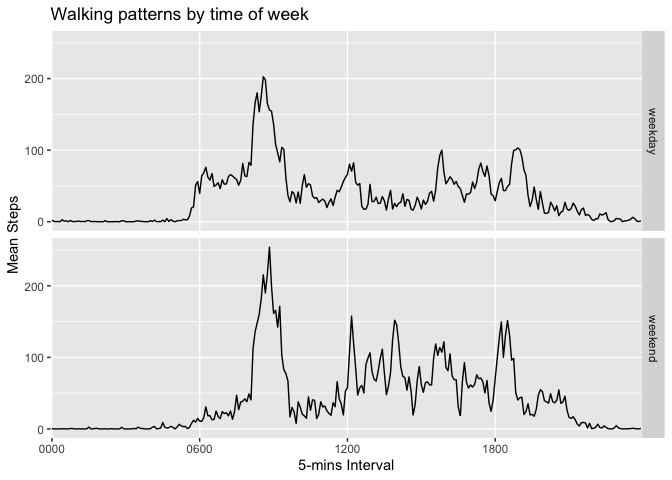 Walking patterns by time of week
200
100
0
weekday
Mean Steps
200
100
0
weekend
0000 0600 1200 1800
5-mins Interval